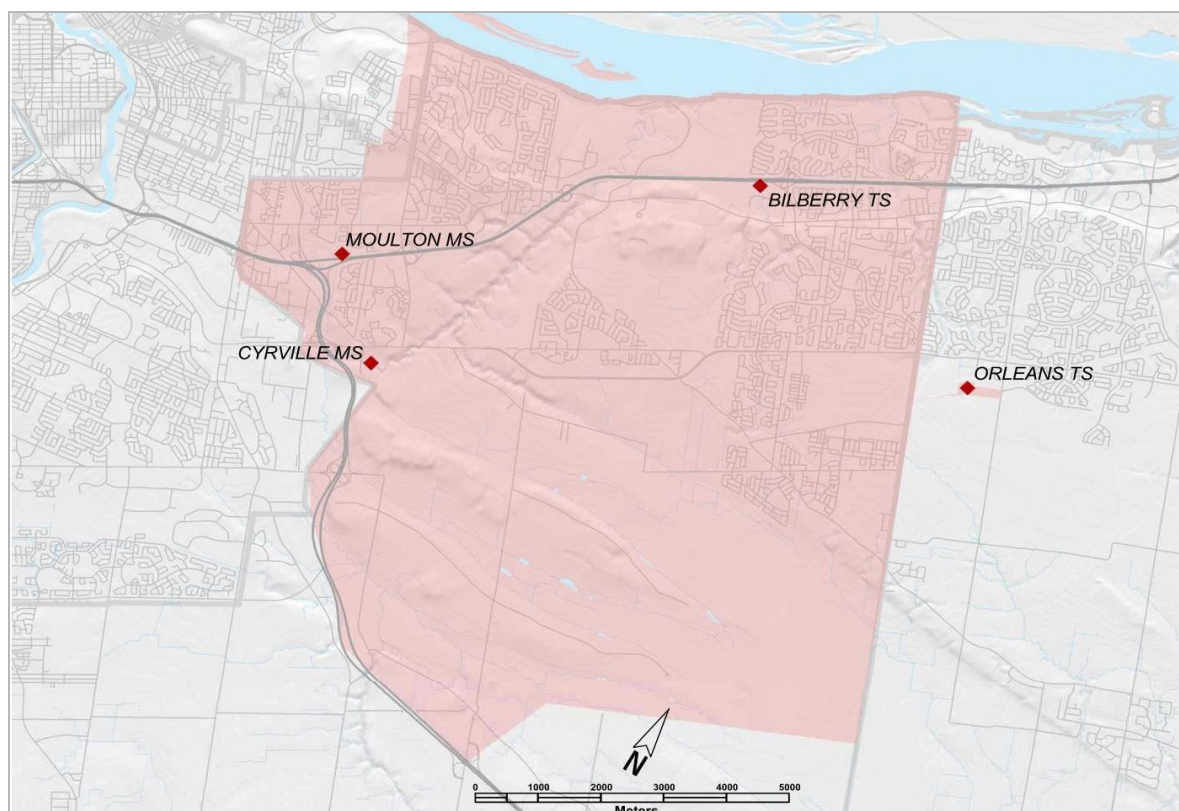 BILBERRY TS
MOULTON MS
CYRVILLE MS
ORLEANS TS
N
0 1000 2000 3000 4000 5000
Meters